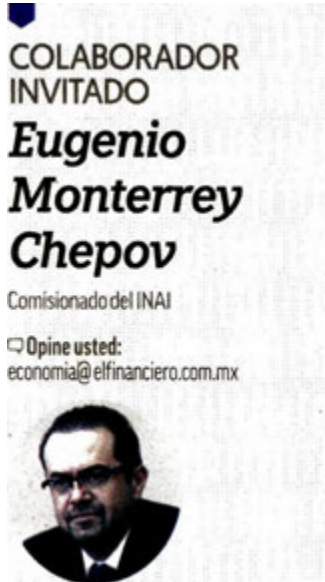 COLABORADOR
INVITADO
Eugenio
Monterrey
Chepov
Comisionado del INAI
Opine usted:
economia@elfinanciero.com.mx